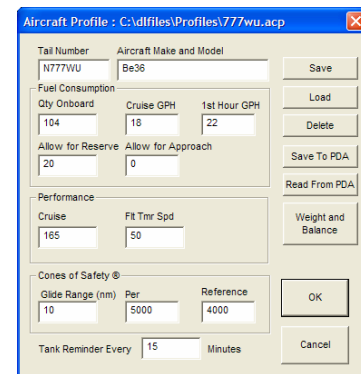 Aircraft Profile : C:\dlfiles\Profiles\777wu.acp
Tail Number Aircraft Make and Model
N777WU Be36
Save
Fuel Consumption
Qty Onboard Cruise GPH 1st Hour GPH
104 18 22
Load
Delete
Allow for Reserve Allow for Approach
20 0
Save To PDA
Read From PDA
Performance
Cruise Flt Tmr Spd
165 50
Weight and
Balance
Cones of Safety ®
Glide Range (nm) Per Reference
10 5000 4000
OK
Tank Reminder Every 15 Minutes
Cancel